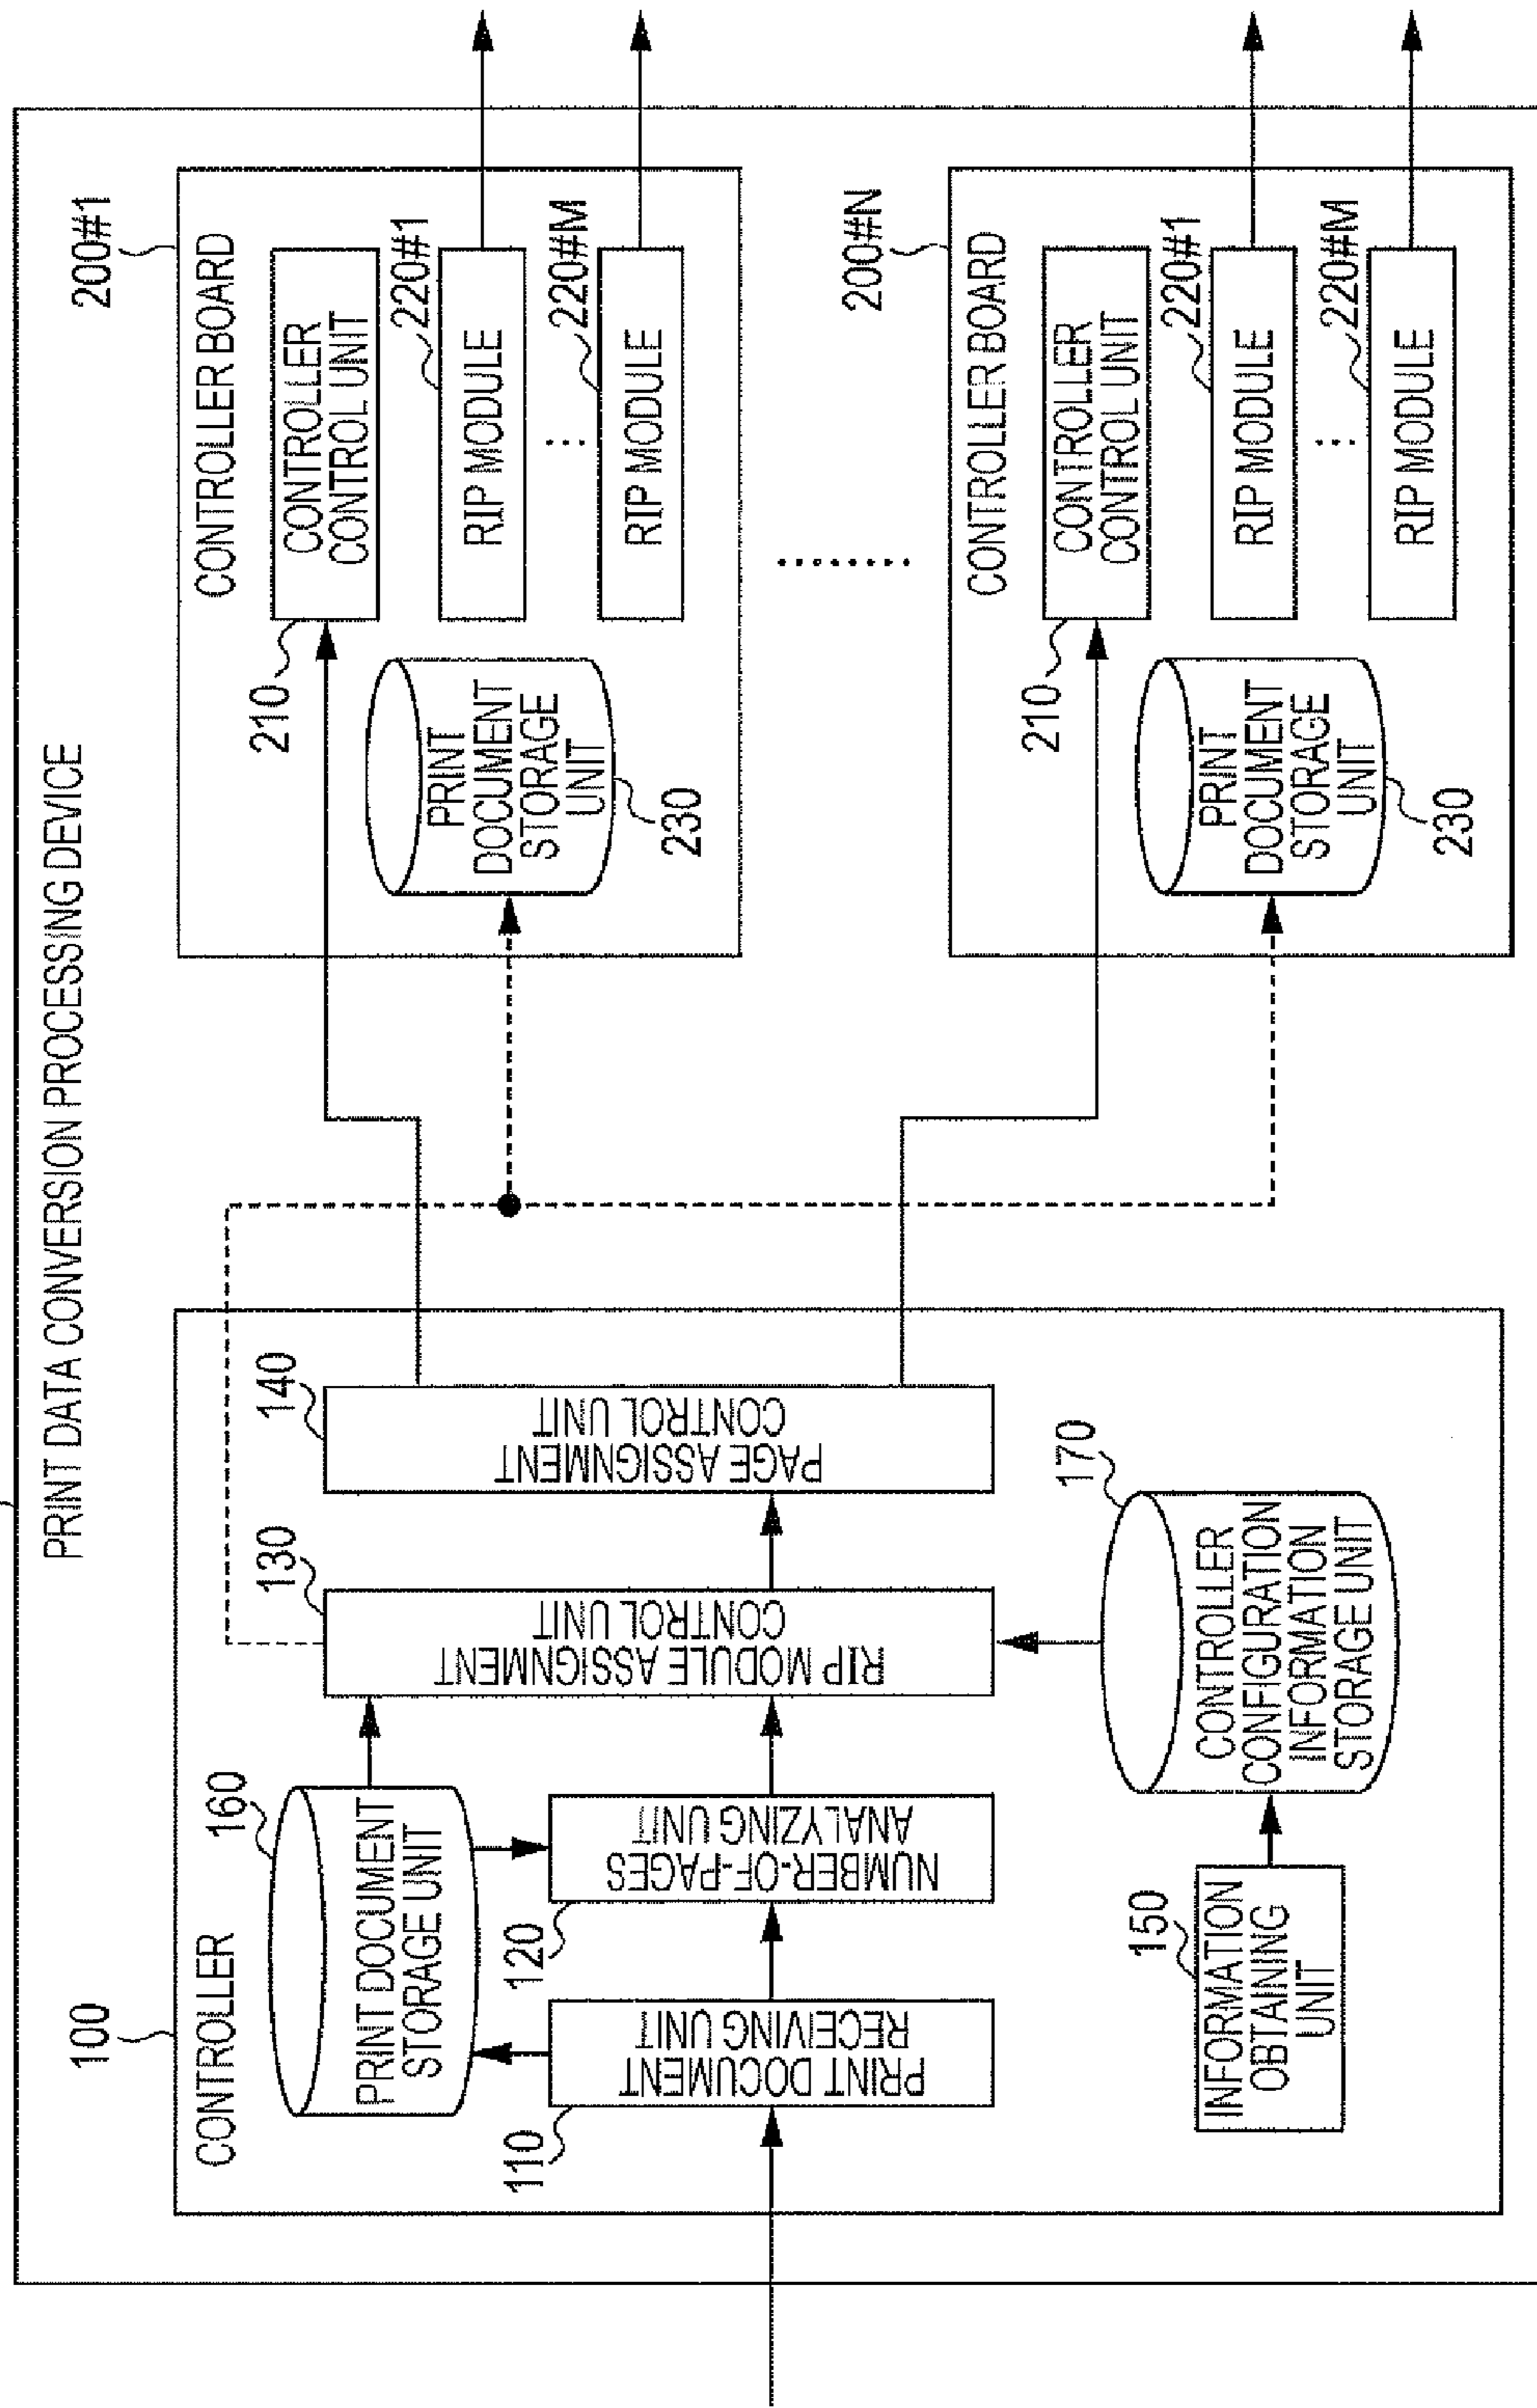 PRINT DATA CONVERSION PROCESSING DEVICE
100
CONTROLLER
160
PRINT DOCUMENT
STORAGE UNIT
110
PRINT DOCUMENT
RECEIVING UNIT
120
NUMBER-OF-PAGES
ANALYZING UNIT
130
RIP MODULE ASSIGNMENT
CONTROL UNIT
140
PAGE ASSIGNMENT
CONTROL UNIT
150
INFORMATION
OBTAINING
UNIT
170
CONTROLLER
CONFIGURATION
INFORMATION
STORAGE UNIT
200#1
CONTROLLER BOARD
210
CONTROLLER
CONTROL UNIT
220#1
RIP MODULE
220#M
RIP MODULE
PRINT
DOCUMENT
STORAGE
UNIT
230
200#N
CONTROLLER BOARD
210
CONTROLLER
CONTROL UNIT
220#1
RIP MODULE
220#M
RIP MODULE
PRINT
DOCUMENT
STORAGE
UNIT
230